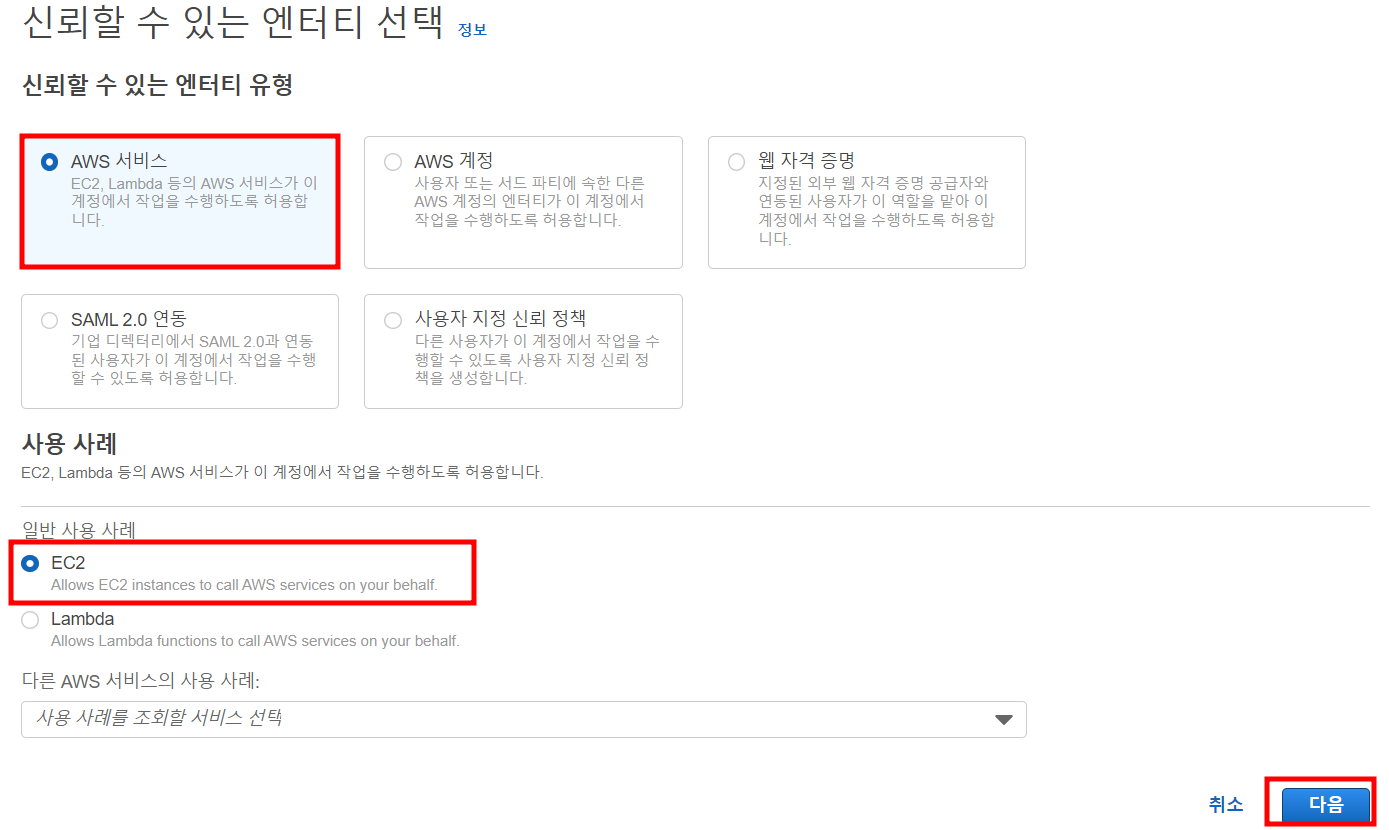 신뢰할 수 있는 엔터티 선택 정보
신뢰할 수 있는 엔터티 유형
AWS 서비스
EC2, Lambda 등의 AWS 서비스가 이
계정에서 작업을 수행하도록 허용합
니다.
AWS 계정
사용자 또는 서드 파티에 속한 다른
AWS 계정의 엔터티가 이 계정에서
작업을 수행하도록 허용합니다.
웹 자격 증명
지정된 외부 웹 자격 증명 공급자와
연동된 사용자가 이 역할을 맡아 이
계정에서 작업을 수행하도록 허용합
니다.
SAML 2.0 연동
기업 디렉터리에서 SAML 2.0과 연동
된 사용자가 이 계정에서 작업을 수행
할 수 있도록 허용합니다.
사용자 지정 신뢰 정책
다른 사용자가 이 계정에서 작업을 수
행할 수 있도록 사용자 지정 신뢰 정
책을 생성합니다.
사용 사례
EC2, Lambda 등의 AWS 서비스가 이 계정에서 작업을 수행하도록 허용합니다.
일반 사용 사례
EC2
Allows EC2 instances to call AWS services on your behalf.
Lambda
Allows Lambda functions to call AWS services on your behalf.
다른 AWS 서비스의 사용 사례:
사용 사례를 조회할 서비스 선택
취소
다음